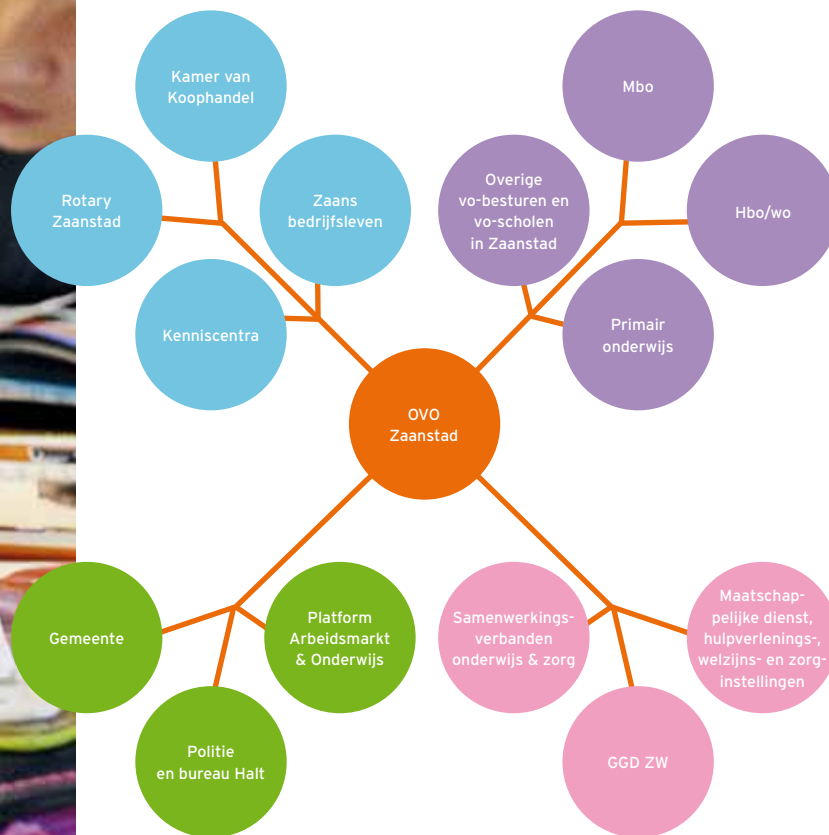 Kamer van
Koophandel
Mbo
Rotary
Zaanstad
Zaans
bedrijfsleven
Overige
vo-besturen en
vo-scholen
in Zaanstad
Hbo/wo
Kenniscentra
Primair
onderwijs
OVO
Zaanstad
Gemeente
Platform
Arbeidsmarkt
& Onderwijs
Samenwerkings-
verbanden
onderwijs & zorg
Maatschap-
pelijke dienst,
hulpverlenings-,
welzijns- en zorg-
instellingen
Politie
en bureau Halt
GGD ZW